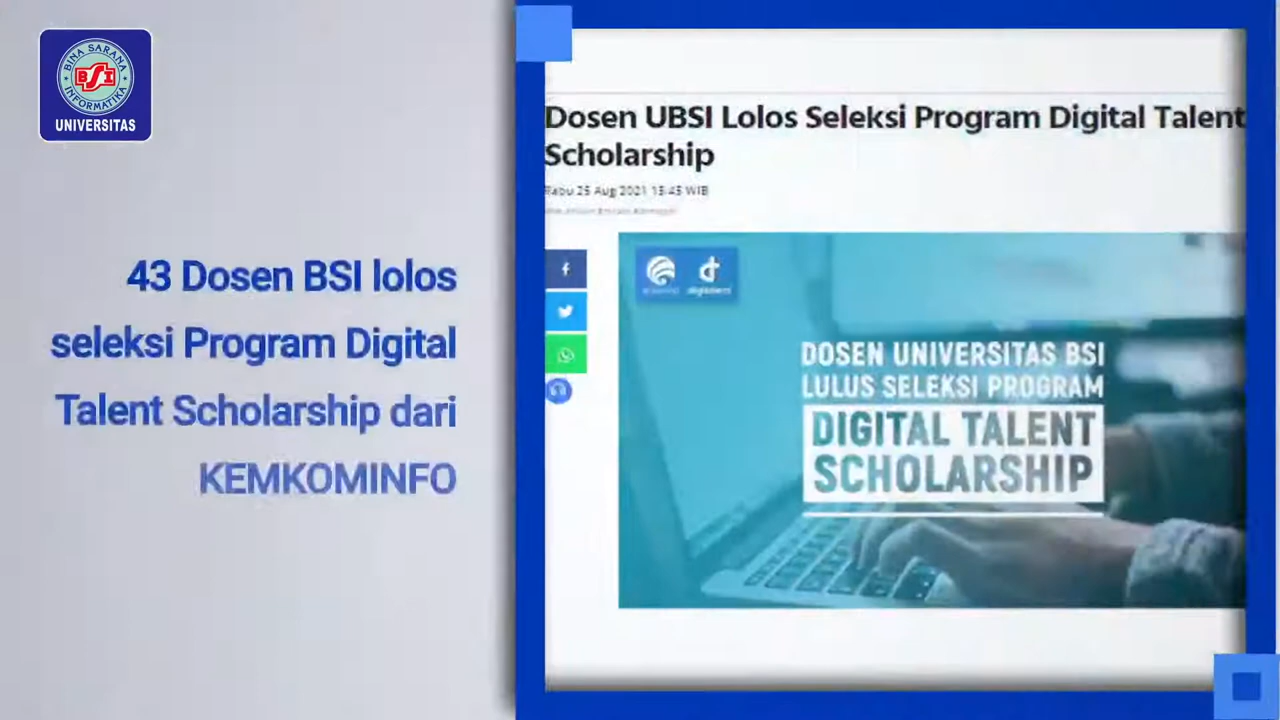 BINA SARANA
BSI
INFORMATIKA
UNIVERSITAS
43 Dosen BSI lolos
seleksi Program Digital
Talent Scholarship dari
KEMKOMINFO
Dosen UBSI Lolos Seleksi Program Digital Talent
Scholarship
Rabu 25 Aug 2021 15:45 WIB
DOSEN UNIVERSITAS BSI
LULUS SELEKSI PROGRAM
DIGITAL TALENT
SCHOLARSHIP